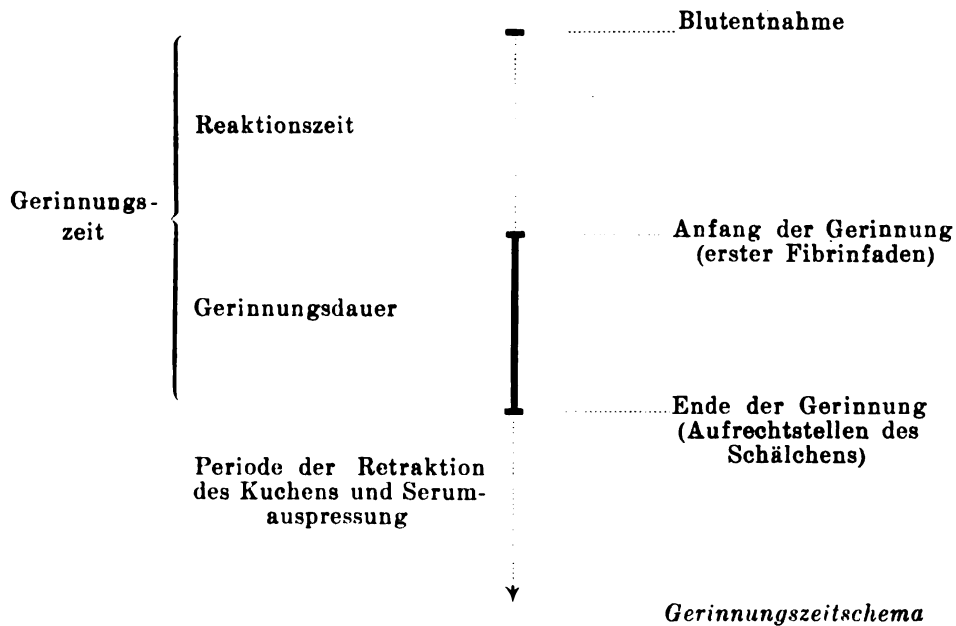 Blutentnahme
Reaktionszeit
Gerinnungs-
zeit
Anfang der Gerinnung
(erster Fibrinfaden)
Gerinnungsdauer
Ende der Gerinnung
(Aufrechtstellen des
Schälchens)
Periode der Retraktion
des Kuchens und Serum-
auspressung
Gerinnungszeitschema